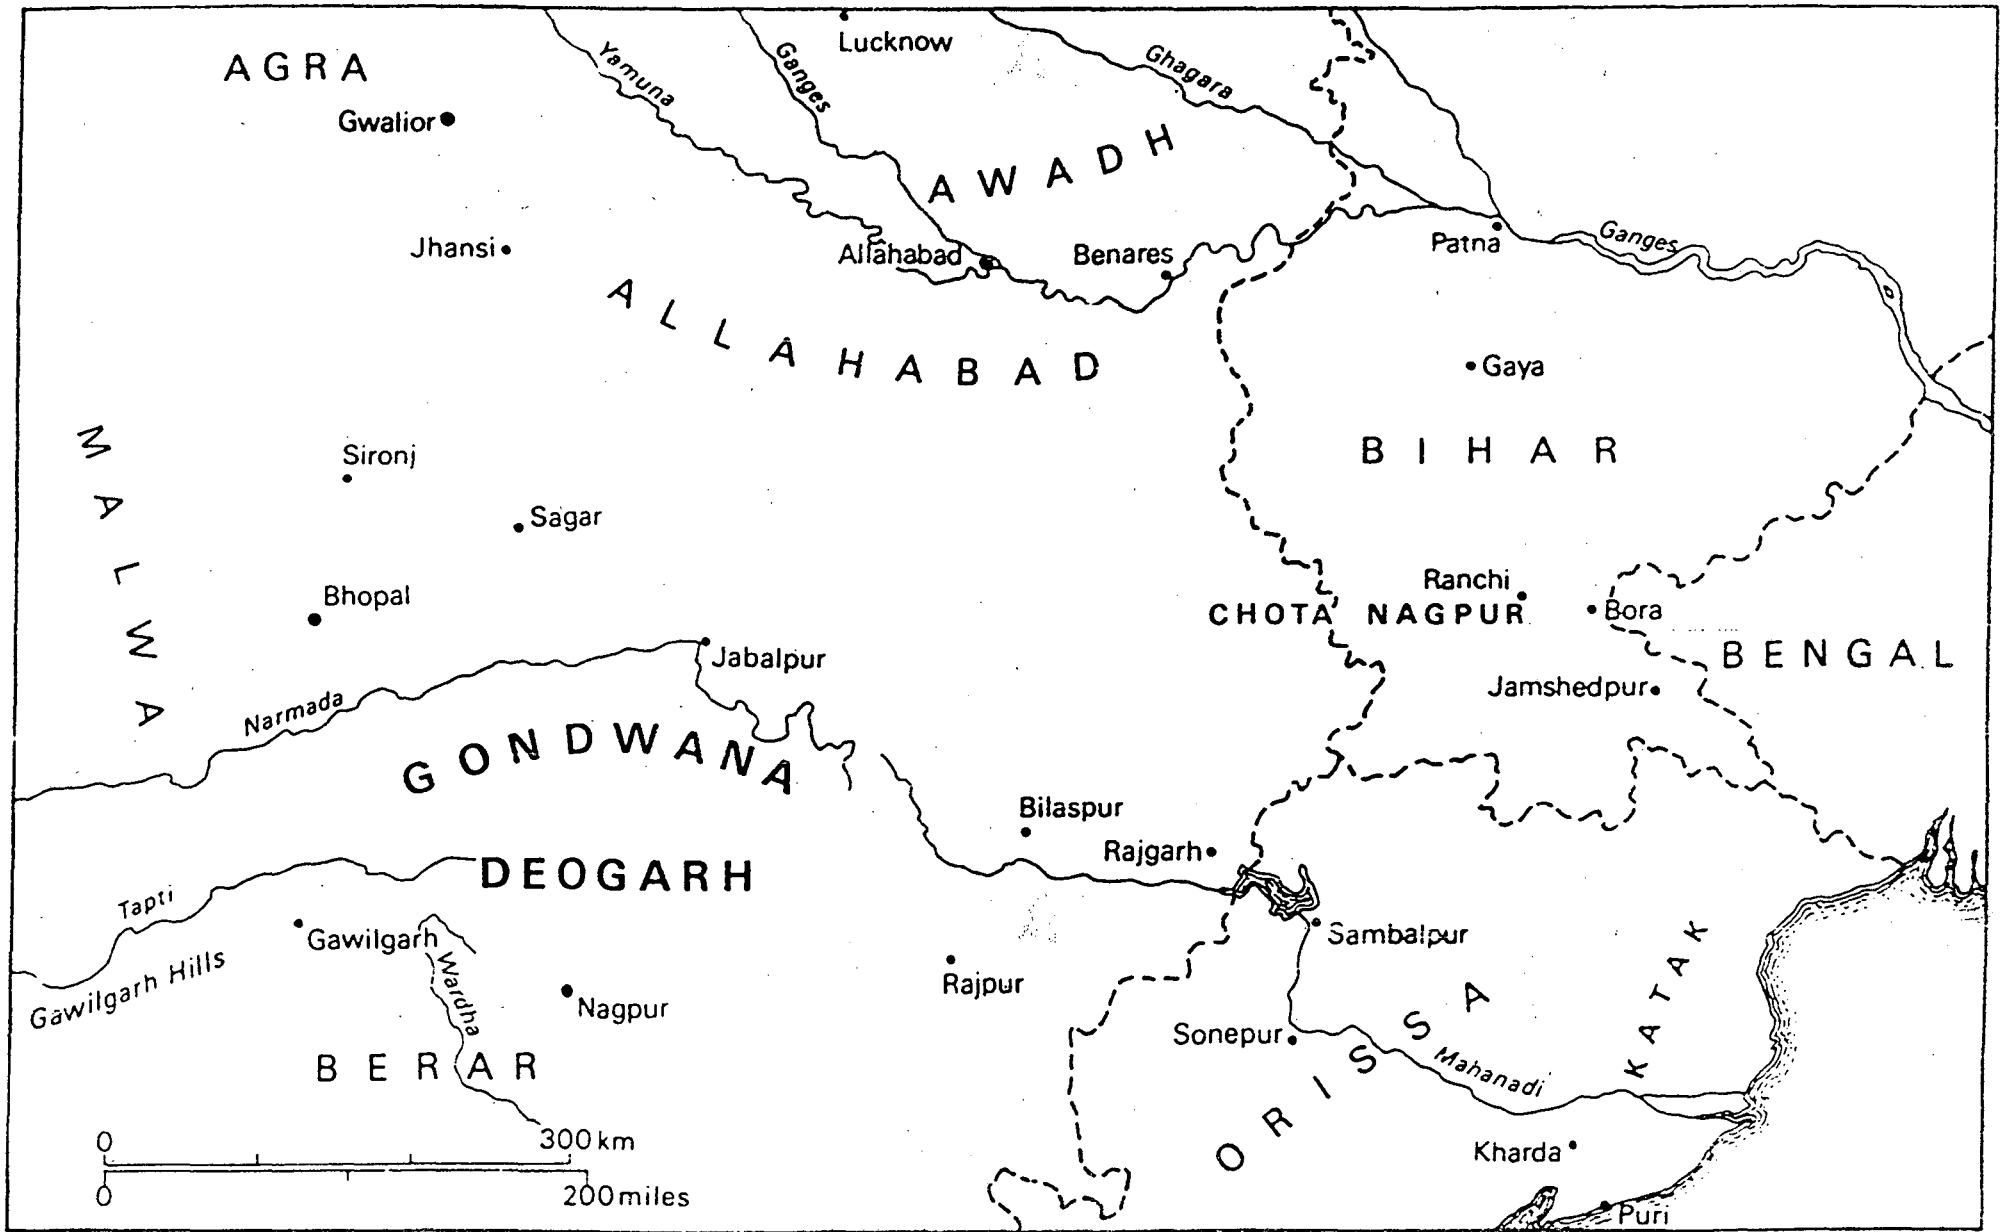 Lucknow
AGRA
Yamuna
Ganges
Ghagara
Gwalior
AWADH
Jhansi
Allahabad
Benares
Patna
Ganges
ALLAHABAD
Gaya
MALWA
BIHAR
Sironj
Sagar
Bhopal
Ranchi
CHOTA NAGPUR
Bora
Jabalpur
BENGAL
Jamshedpur
Narmada
GONDWANA
Bilaspur
Rajgarh
DEOGARH
Tapti
Gawilgarh
Sambalpur
Gawilgarh Hills
Wardha
Rajpur
KATAK
Nagpur
Sonepur
ORISSA
Mahanadi
BERAR
0 300 km
Kharda
0 200 miles
Puri